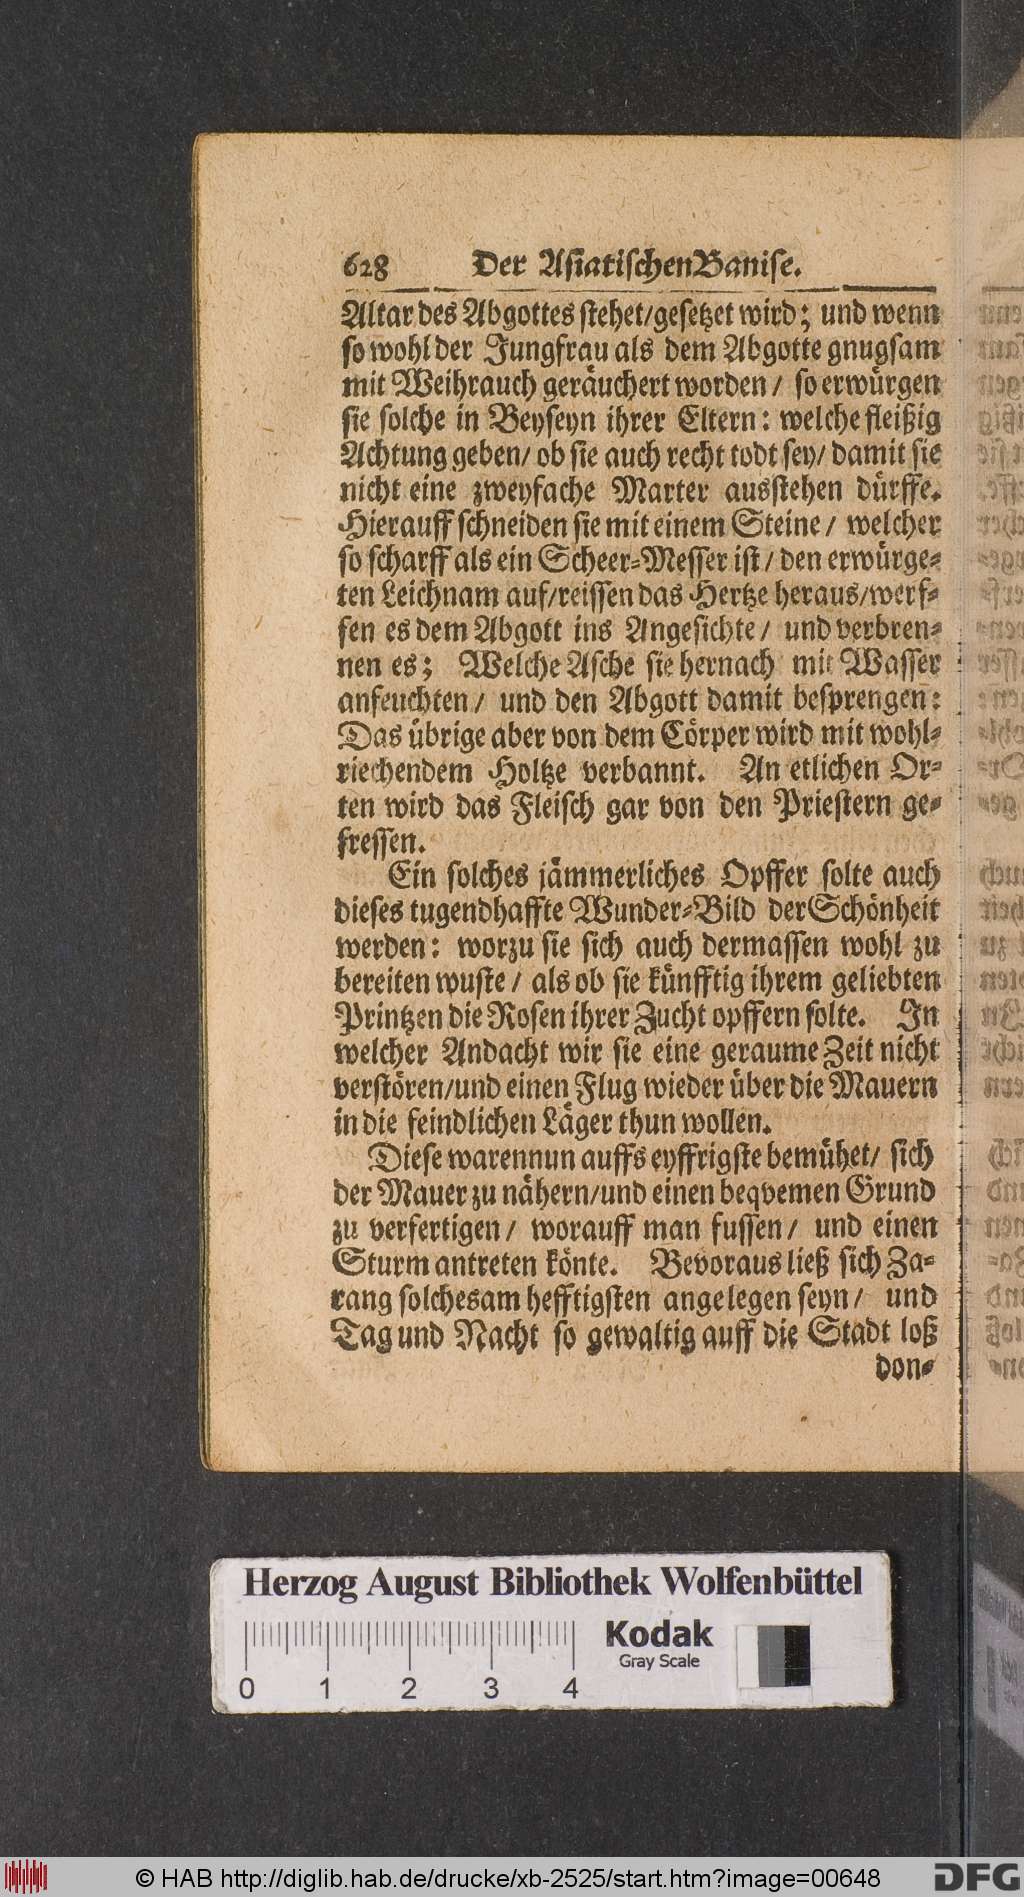 628 Der Asiatischen Banise.
Altar des Abgottes stehet/gesetzet wird; und wenn
so wohl der Jungfrau als dem Abgotte gnugsam
mit Weihrauch geräuchert worden/ so erwürgen
sie solche in Beyseyn ihrer Eltern: welche fleißig
Achtung geben/ ob sie auch recht todt sey/ damit sie
nicht eine zweyfache Marter ausstehen dürffe.
Hierauff schneiden sie mit einem Steine/ welcher
so scharff als ein Scheer-Messer ist/ den erwürge-
ten Leichnam auf/reissen das Hertze heraus/werf-
fen es dem Abgott ins Angesichte/ und verbren-
nen es; Welche Asche sie hernach mit Wasser
anfeuchten/ und den Abgott damit besprengen:
Das übrige aber von dem Cörper wird mit wohl-
riechendem Holtze verbannt. An etlichen Or-
ten wird das Fleisch gar von den Priestern ge-
fressen.
Ein solches jämmerliches Opffer solte auch
dieses tugendhaffte Wunder-Bild der Schönheit
werden: worzu sie sich auch dermassen wohl zu
bereiten wuste/ als ob sie künfftig ihrem geliebten
Printzen die Rosen ihrer Zucht opffern solte. In
welcher Andacht wir sie eine geraume Zeit nicht
verstören/und einen Flug wieder über die Mauern
in die feindlichen Läger thun wollen.
Diese waren nun auffs eyffrigste bemühet/ sich
der Mauer zu nähern/und einen beqvemen Grund
zu verfertigen/ worauff man fussen/ und einen
Sturm antreten könte. Bevoraus ließ sich Za-
rang solches am hefftigsten angelegen seyn/ und
Tag und Nacht so gewaltig auff die Stadt loß
don-
Herzog August Bibliothek Wolfenbüttel
Kodak
Gray Scale
0 1 2 3 4
© HAB http://diglib.hab.de/drucke/xb-2525/start.htm?image=00648
DFG